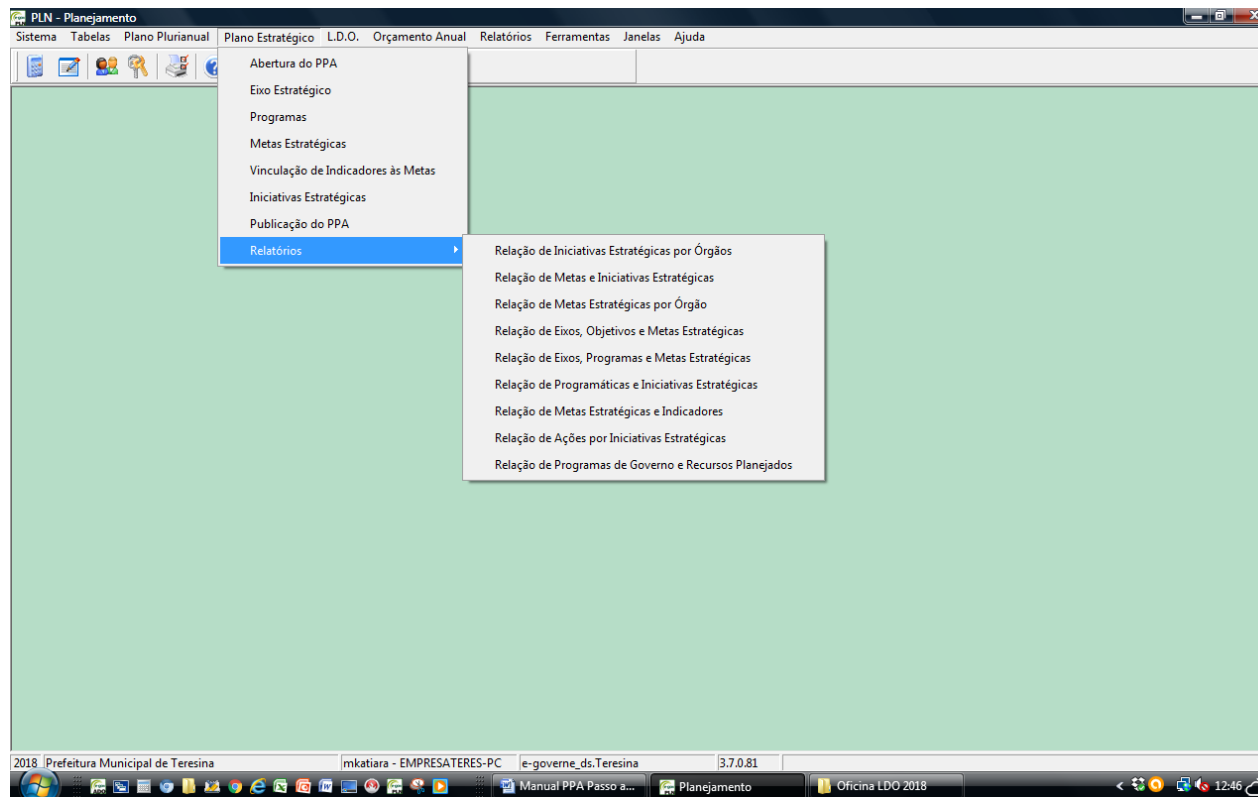 PLN - Planejamento
Sistema Tabelas Plano Plurianual Plano Estratégico L.D.O. Orçamento Anual Relatórios Ferramentas Janelas Ajuda
Abertura do PPA
Eixo Estratégico
Programas
Metas Estratégicas
Vinculação de Indicadores às Metas
Iniciativas Estratégicas
Publicação do PPA
Relatórios
Relação de Iniciativas Estratégicas por Órgãos
Relação de Metas e Iniciativas Estratégicas
Relação de Metas Estratégicas por Órgão
Relação de Eixos, Objetivos e Metas Estratégicas
Relação de Eixos, Programas e Metas Estratégicas
Relação de Programáticas e Iniciativas Estratégicas
Relação de Metas Estratégicas e Indicadores
Relação de Ações por Iniciativas Estratégicas
Relação de Programas de Governo e Recursos Planejados
2018 Prefeitura Municipal de Teresina mkatiara - EMPRESATERES-PC e-governe_ds.Teresina 3.7.0.81
Manual PPA Passo a... Planejamento Oficina LDO 2018 12:46